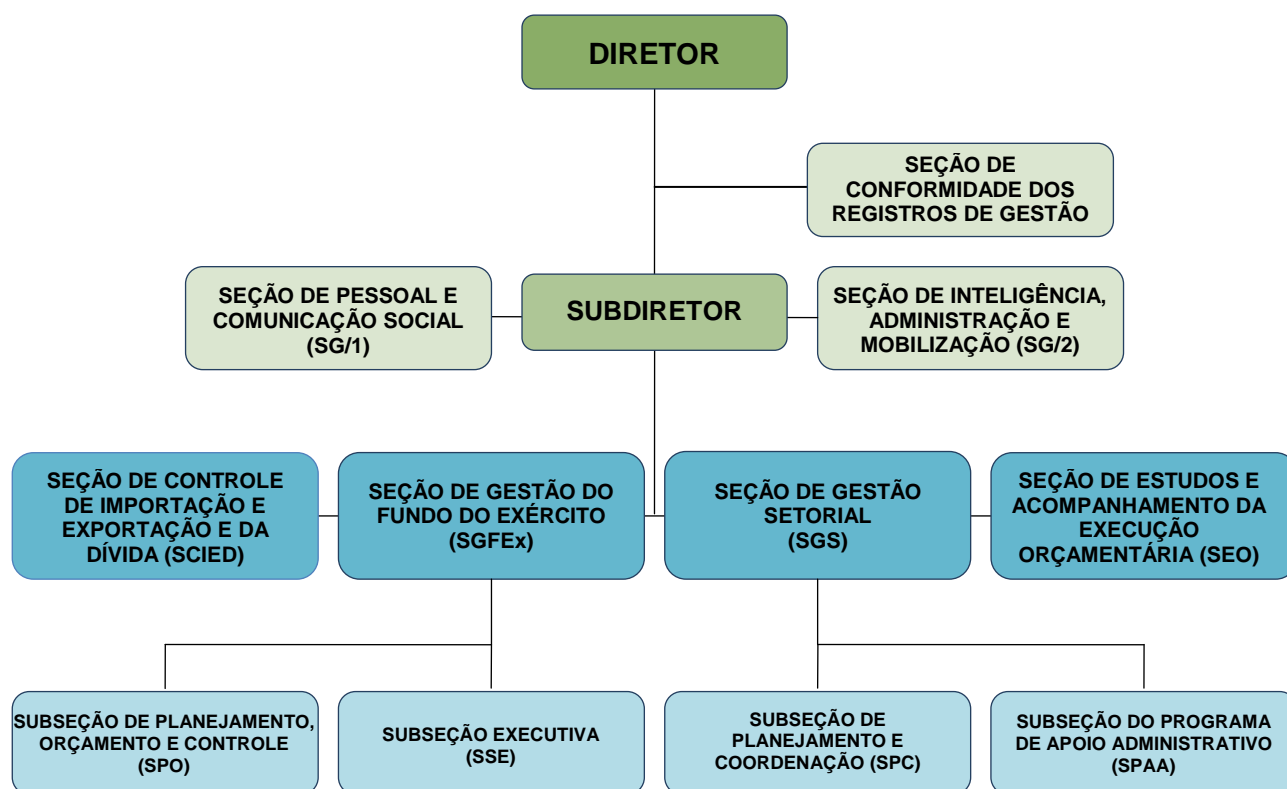 DIRETOR
SEÇÃO DE
CONFORMIDADE DOS
REGISTROS DE GESTÃO
SEÇÃO DE PESSOAL E
COMUNICAÇÃO SOCIAL
(SG/1)
SUBDIRETOR
SEÇÃO DE INTELIGÊNCIA,
ADMINISTRAÇÃO E
MOBILIZAÇÃO (SG/2)
SEÇÃO DE CONTROLE
DE IMPORTAÇÃO E
EXPORTAÇÃO E DA
DÍVIDA (SCIED)
SEÇÃO DE GESTÃO DO
FUNDO DO EXÉRCITO
(SGFEx)
SEÇÃO DE GESTÃO
SETORIAL
(SGS)
SEÇÃO DE ESTUDOS E
ACOMPANHAMENTO DA
EXECUÇÃO
ORÇAMENTÁRIA (SEO)
SUBSEÇÃO DE PLANEJAMENTO,
ORÇAMENTO E CONTROLE
(SPO)
SUBSEÇÃO EXECUTIVA
(SSE)
SUBSEÇÃO DE
PLANEJAMENTO E
COORDENAÇÃO (SPC)
SUBSEÇÃO DO PROGRAMA
DE APOIO ADMINISTRATIVO
(SPAA)